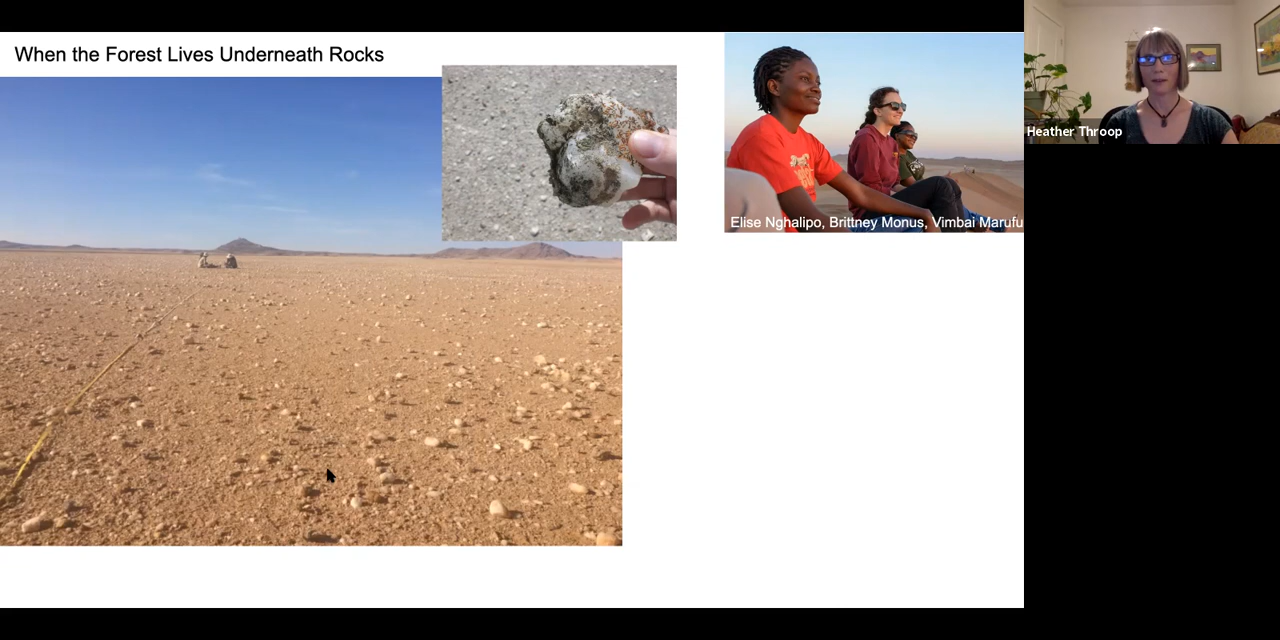 When the Forest Lives Underneath Rocks
Heather Throop
Elise Nghalipo, Brittney Monus, Vimbai Marufu